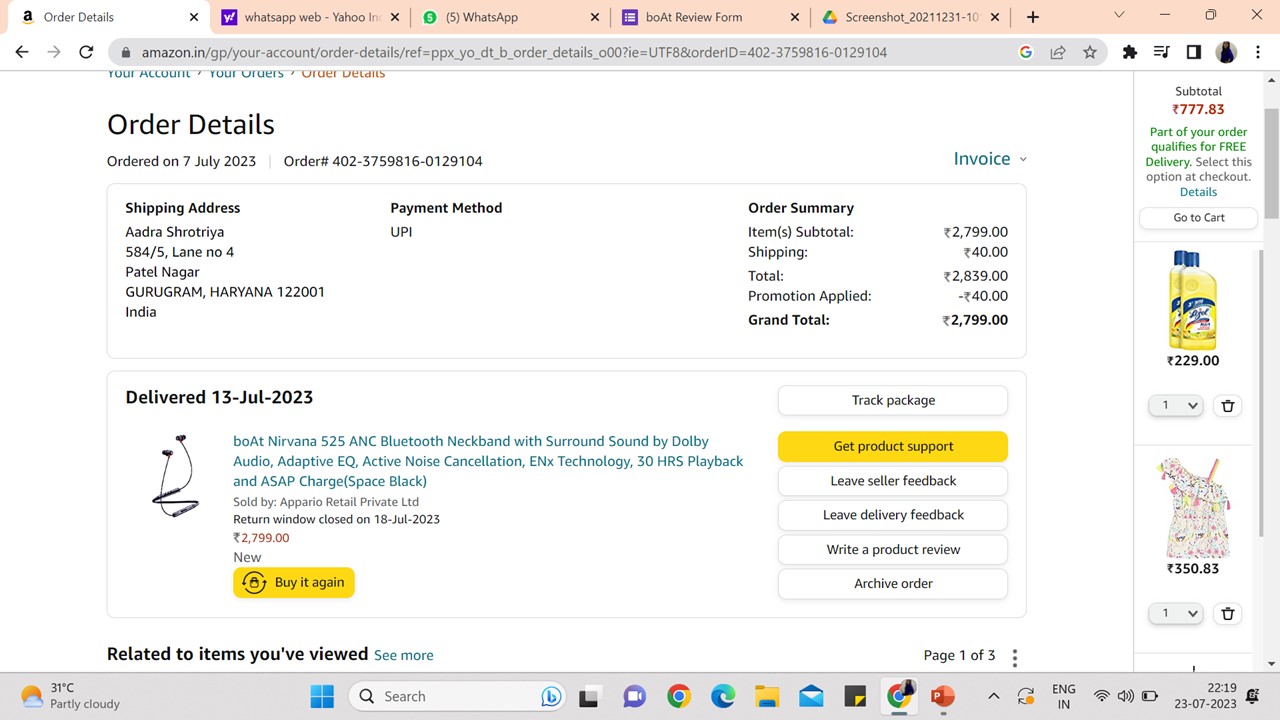 Order Details
whatsapp web - Yahoo In
(5) WhatsApp
boAt Review Form
Screenshot_20211231-10
amazon.in/gp/your-account/order-details/ref=ppx_yo_dt_b_order_details_o00?ie=UTF8&orderID=402-3759816-0129104
Your Account › Your Orders › Order Details
Order Details
Ordered on 7 July 2023 | Order# 402-3759816-0129104
Invoice
Shipping Address
Aadra Shrotriya
584/5, Lane no 4
Patel Nagar
GURUGRAM, HARYANA 122001
India
Payment Method
UPI
Order Summary
Item(s) Subtotal: ₹2,799.00
Shipping: ₹40.00
Total: ₹2,839.00
Promotion Applied: -₹40.00
Grand Total: ₹2,799.00
Delivered 13-Jul-2023
boAt Nirvana 525 ANC Bluetooth Neckband with Surround Sound by Dolby
Audio, Adaptive EQ, Active Noise Cancellation, ENx Technology, 30 HRS Playback
and ASAP Charge(Space Black)
Sold by: Appario Retail Private Ltd
Return window closed on 18-Jul-2023
₹2,799.00
New
Buy it again
Track package
Get product support
Leave seller feedback
Leave delivery feedback
Write a product review
Archive order
Related to items you've viewed See more
Page 1 of 3
Subtotal
₹777.83
Part of your order
qualifies for FREE
Delivery. Select this
option at checkout.
Details
Go to Cart
₹229.00
1
₹350.83
1
31°C
Partly cloudy
Search
ENG
IN
22:19
23-07-2023